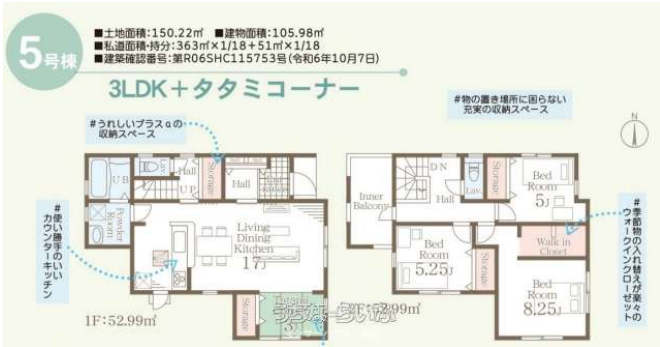 5号棟
■土地面積:150.22㎡ ■建物面積:105.98㎡
■私道面積・持分:363㎡×1/18+51㎡×1/18
■建築確認番号:第R06SHC115753号(令和6年10月7日)
3LDK+タタミコーナー
#うれしいプラスαの
収納スペース
#物の置き場所に困らない
充実の収納スペース
N
UB
Lav.
Hall
UP
Storage
Hall
Powder
Room
#使い勝手のいい
カウンターキッチン
Living
Dining
Kitchen
17J
Storage
1F:52.99㎡
Inner
Balcony
DN
Hall
Lav.
Storage
Bed
Room
5J
Bed
Room
5.25J
Storage
Walk in
Closet
Bed
Room
8.25J
2F:52.99㎡
#季節物の入れ替えが楽々の
ウォークインクローゼット